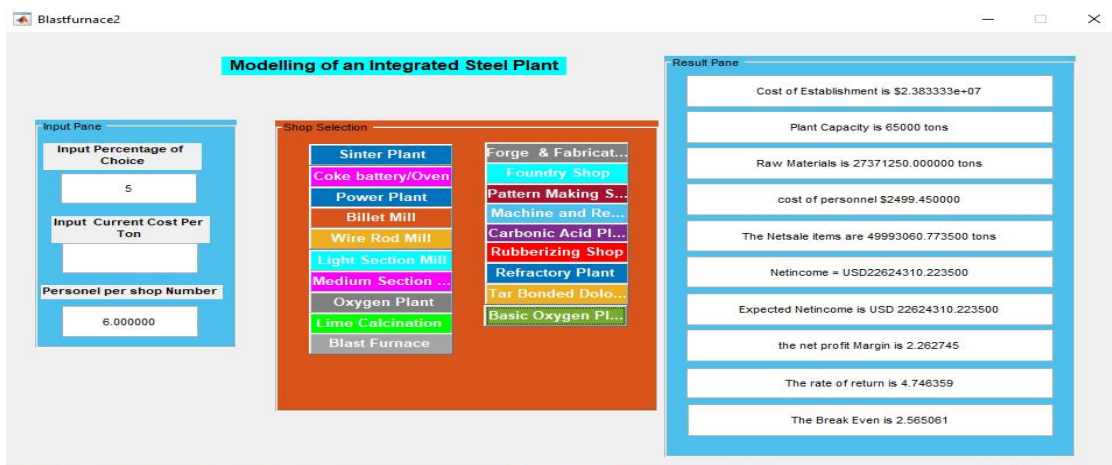 Blastfurnace2
Modelling of an Integrated Steel Plant
Input Pane
Input Percentage of
Choice
5
Input Current Cost Per
Ton
Personel per shop Number
6.000000
Shop Selection
Sinter Plant
Coke battery/Oven
Power Plant
Billet Mill
Wire Rod Mill
Light Section Mill
Medium Section ...
Oxygen Plant
Lime Calcination
Blast Furnace
Forge & Fabricat...
Foundry Shop
Pattern Making S...
Machine and Re...
Carbonic Acid Pl...
Rubberizing Shop
Refractory Plant
Tar Bonded Dolo...
Basic Oxygen Pl...
Result Pane
Cost of Establishment is $2.383333e+07
Plant Capacity is 65000 tons
Raw Materials is 27371250.000000 tons
cost of personnel $2499.450000
The Netsale items are 49993060.773500 tons
Netincome = USD22624310.223500
Expected Netincome is USD 22624310.223500
the net profit Margin is 2.262745
The rate of return is 4.746359
The Break Even is 2.565061